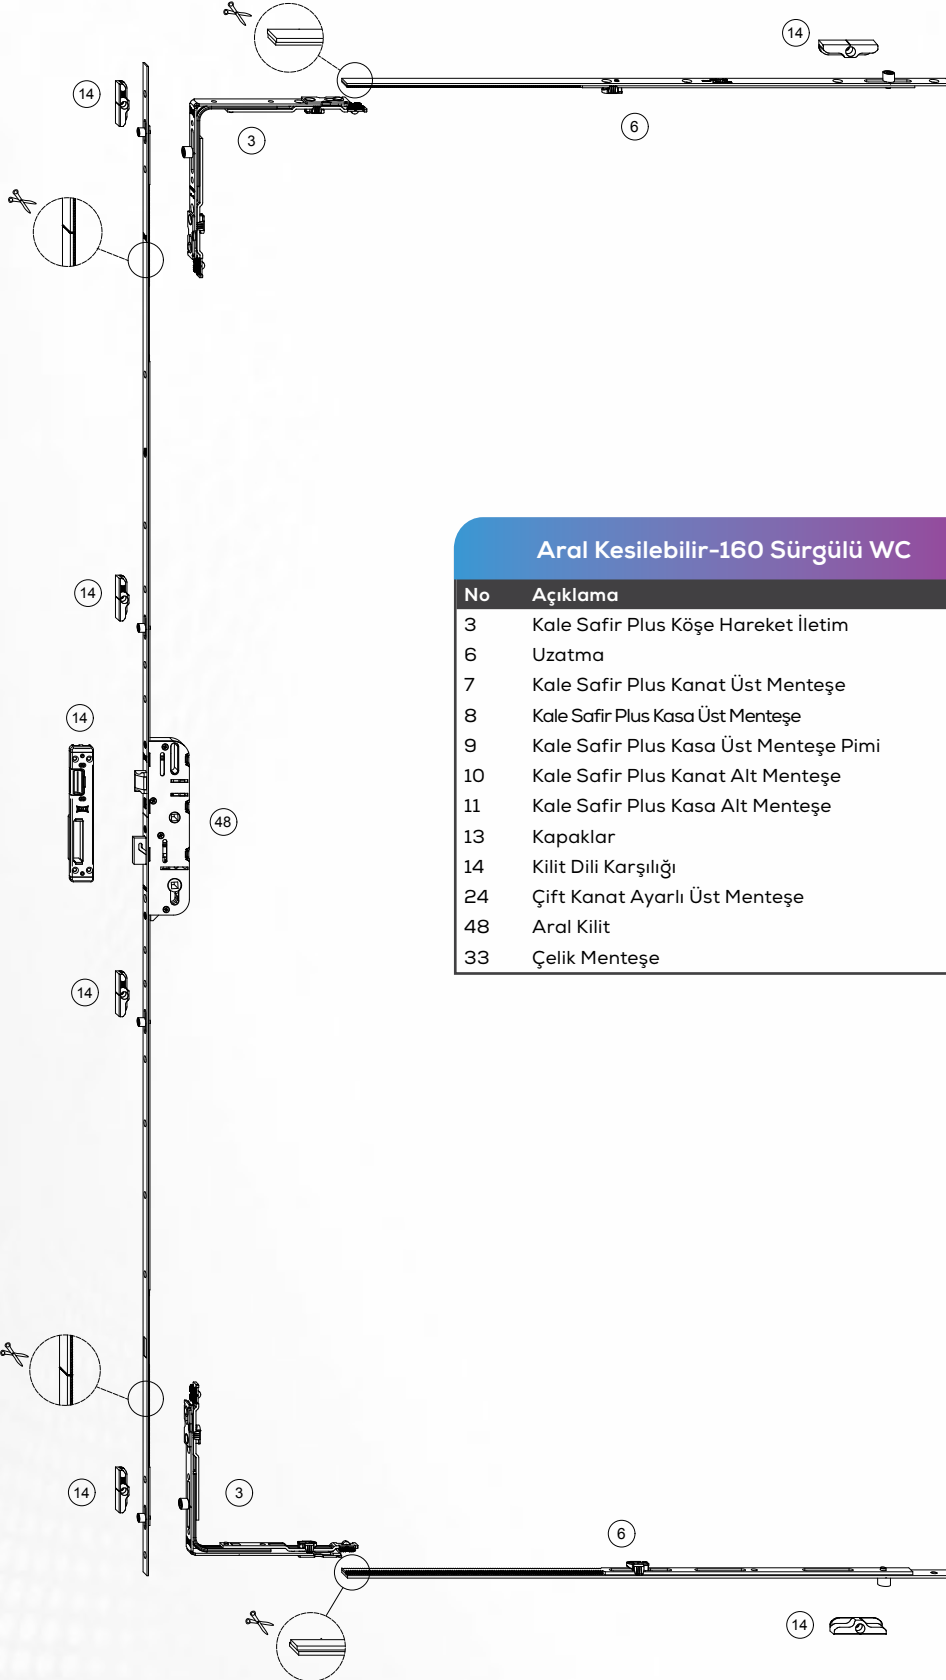 14
14
3
6
14
14
48
14
14
3
6
14
Aral Kesilebilir-160 Sürgülü WC
No Açıklama
3 Kale Safir Plus Köşe Hareket İletim
6 Uzatma
7 Kale Safir Plus Kanat Üst Menteşe
8 Kale Safir Plus Kasa Üst Menteşe
9 Kale Safir Plus Kasa Üst Menteşe Pimi
10 Kale Safir Plus Kanat Alt Menteşe
11 Kale Safir Plus Kasa Alt Menteşe
13 Kapaklar
14 Kilit Dili Karşılığı
24 Çift Kanat Ayarlı Üst Menteşe
48 Aral Kilit
33 Çelik Menteşe